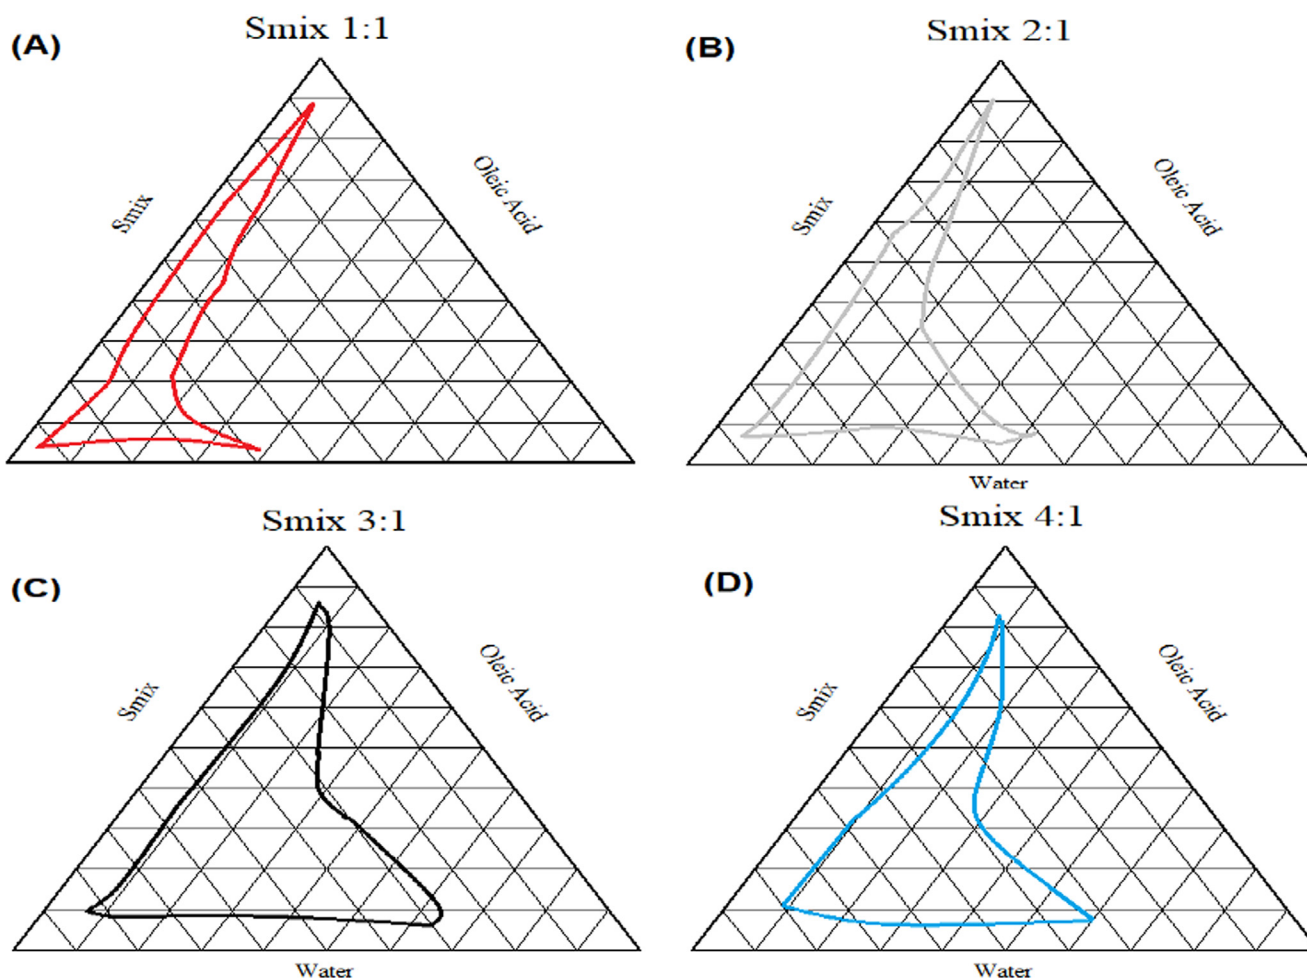 (A)
Smix 1:1
Smix
Oleic Acid
(B)
Smix 2:1
Smix
Oleic Acid
Water
(C)
Smix 3:1
Smix
Oleic Acid
Water
(D)
Smix 4:1
Smix
Oleic Acid
Water